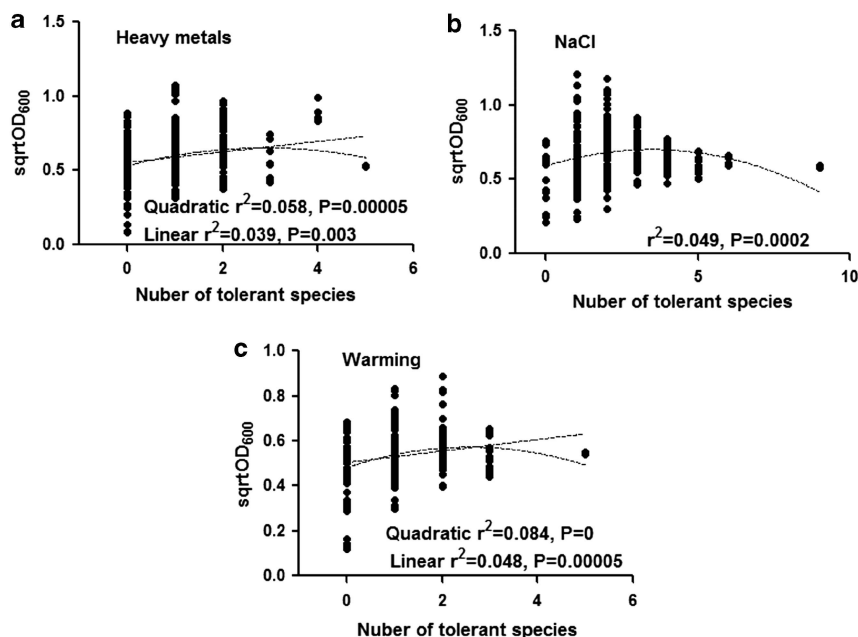 a
Heavy metals
sqrtOD600
1.5
1.0
0.5
0.0
Quadratic r2=0.058, P=0.00005
Linear r2=0.039, P=0.003
0 2 4 6
Nuber of tolerant species
b
NaCl
sqrtOD600
1.5
1.0
0.5
0.0
r2=0.049, P=0.0002
0 5 10
Nuber of tolerant species
c
Warming
sqrtOD600
1.0
0.8
0.6
0.4
0.2
0.0
Quadratic r2=0.084, P=0
Linear r2=0.048, P=0.00005
0 2 4 6
Nuber of tolerant species